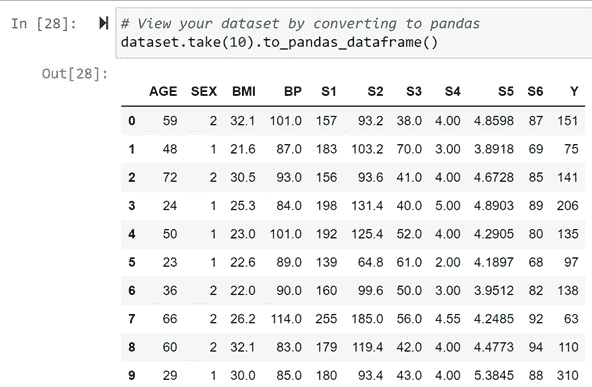 In [28]:
# View your dataset by converting to pandas
dataset.take(10).to_pandas_dataframe()
Out[28]:
AGE SEX BMI BP S1 S2 S3 S4 S5 S6 Y
0 59 2 32.1 101.0 157 93.2 38.0 4.00 4.8598 87 151
1 48 1 21.6 87.0 183 103.2 70.0 3.00 3.8918 69 75
2 72 2 30.5 93.0 156 93.6 41.0 4.00 4.6728 85 141
3 24 1 25.3 84.0 198 131.4 40.0 5.00 4.8903 89 206
4 50 1 23.0 101.0 192 125.4 52.0 4.00 4.2905 80 135
5 23 1 22.6 89.0 139 64.8 61.0 2.00 4.1897 68 97
6 36 2 22.0 90.0 160 99.6 50.0 3.00 3.9512 82 138
7 66 2 26.2 114.0 255 185.0 56.0 4.55 4.2485 92 63
8 60 2 32.1 83.0 179 119.4 42.0 4.00 4.4773 94 110
9 29 1 30.0 85.0 180 93.4 43.0 4.00 5.3845 88 310